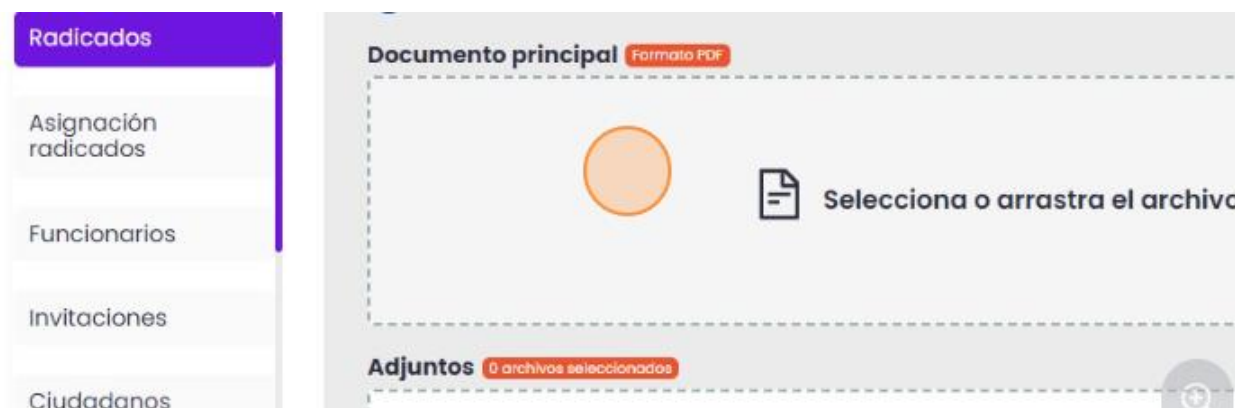 Radicados
Asignación
radicados
Funcionarios
Invitaciones
Ciudadanos
Documento principal Formato PDF
Selecciona o arrastra el archivo
Adjuntos 0 archivos seleccionados